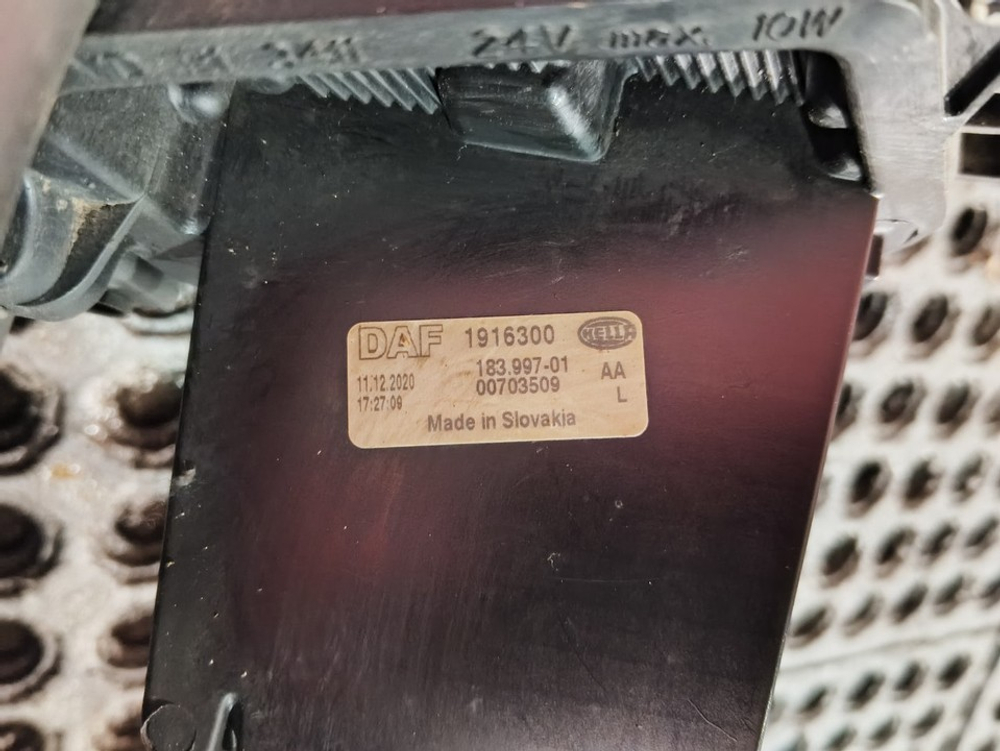 24V max 10W
DAF 1916300 HELLA
183.997-01 AA
11.12.2020 00703509 L
17:27:09
Made in Slovakia